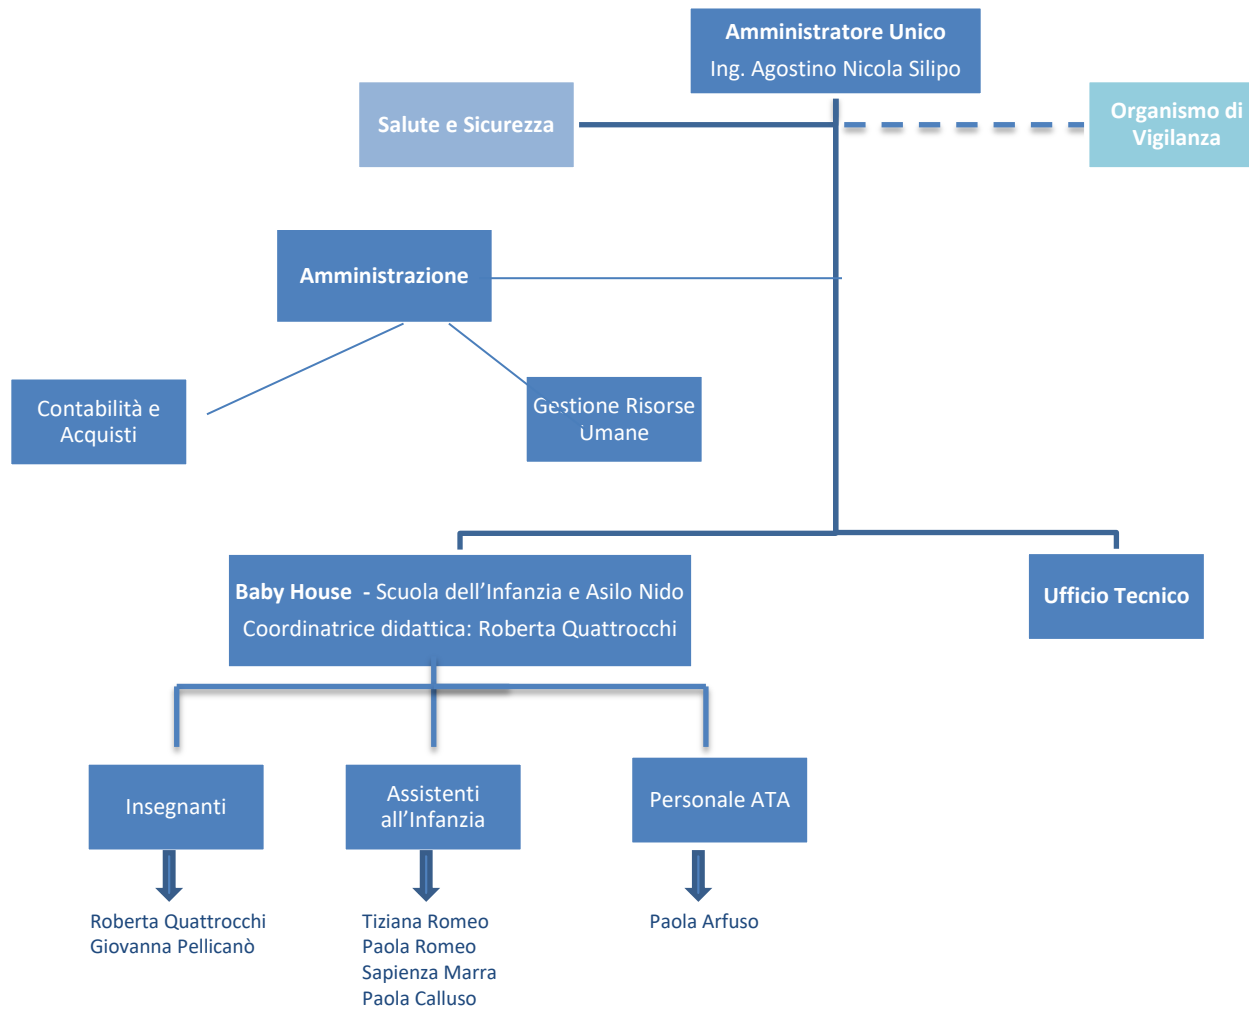 Amministratore Unico
Ing. Agostino Nicola Silipo
Salute e Sicurezza
Organismo di
Vigilanza
Amministrazione
Contabilità e
Acquisti
Gestione Risorse
Umane
Baby House - Scuola dell’Infanzia e Asilo Nido
Coordinatrice didattica: Roberta Quattrocchi
Ufficio Tecnico
Insegnanti
Assistenti
all’Infanzia
Personale ATA
Roberta Quattrocchi
Giovanna Pellicanò
Tiziana Romeo
Paola Romeo
Sapienza Marra
Paola Calluso
Paola Arfuso